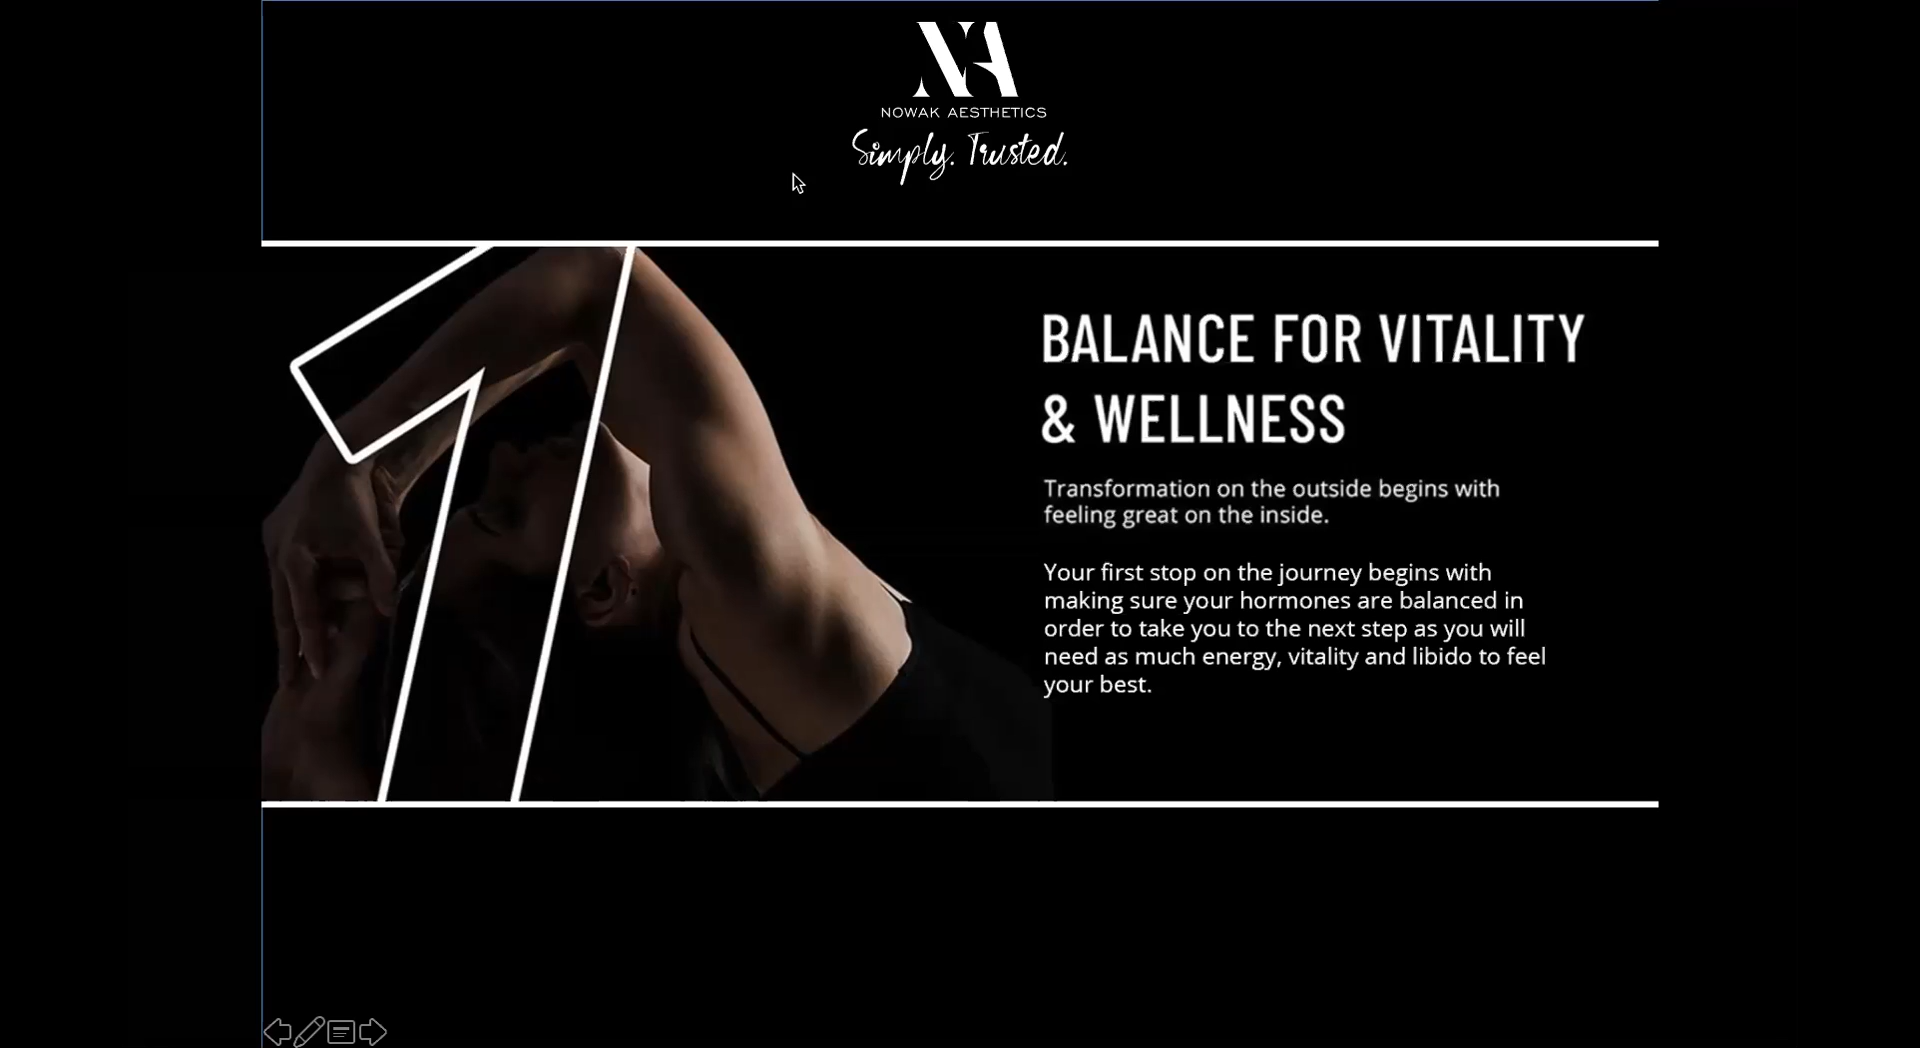 NA
NOWAK AESTHETICS
Simply. Trusted.
1
BALANCE FOR VITALITY
& WELLNESS
Transformation on the outside begins with
feeling great on the inside.
Your first stop on the journey begins with
making sure your hormones are balanced in
order to take you to the next step as you will
need as much energy, vitality and libido to feel
your best.